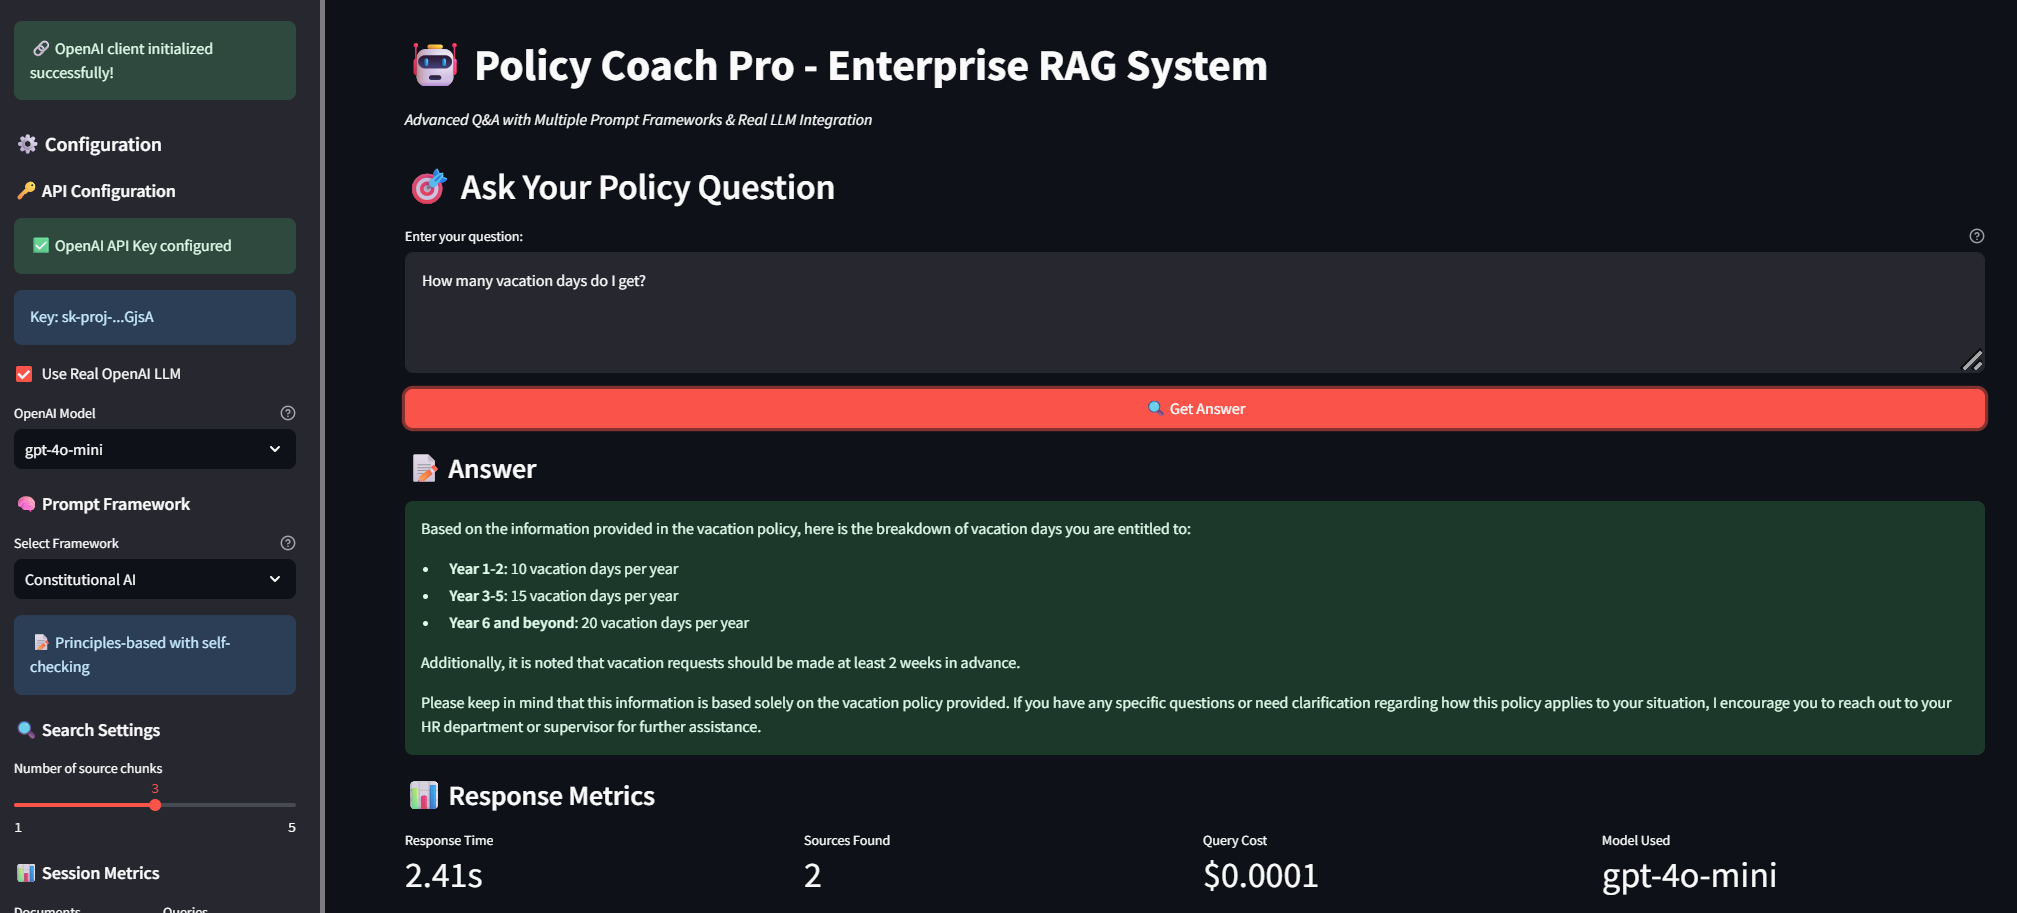 OpenAI client initialized
successfully!
Configuration
API Configuration
OpenAI API Key configured
Key: sk-proj-...GjsA
Use Real OpenAI LLM
OpenAI Model
gpt-4o-mini
Prompt Framework
Select Framework
Constitutional AI
Principles-based with self-
checking
Search Settings
Number of source chunks
3
1 5
Session Metrics
Documents Queries
Policy Coach Pro - Enterprise RAG System
Advanced Q&A with Multiple Prompt Frameworks & Real LLM Integration
Ask Your Policy Question
Enter your question:
How many vacation days do I get?
Get Answer
Answer
Based on the information provided in the vacation policy, here is the breakdown of vacation days you are entitled to:
• Year 1-2: 10 vacation days per year
• Year 3-5: 15 vacation days per year
• Year 6 and beyond: 20 vacation days per year
Additionally, it is noted that vacation requests should be made at least 2 weeks in advance.
Please keep in mind that this information is based solely on the vacation policy provided. If you have any specific questions or need clarification regarding how this policy applies to your situation, I encourage you to reach out to your
HR department or supervisor for further assistance.
Response Metrics
Response Time Sources Found Query Cost Model Used
2.41s 2 $0.0001 gpt-4o-mini